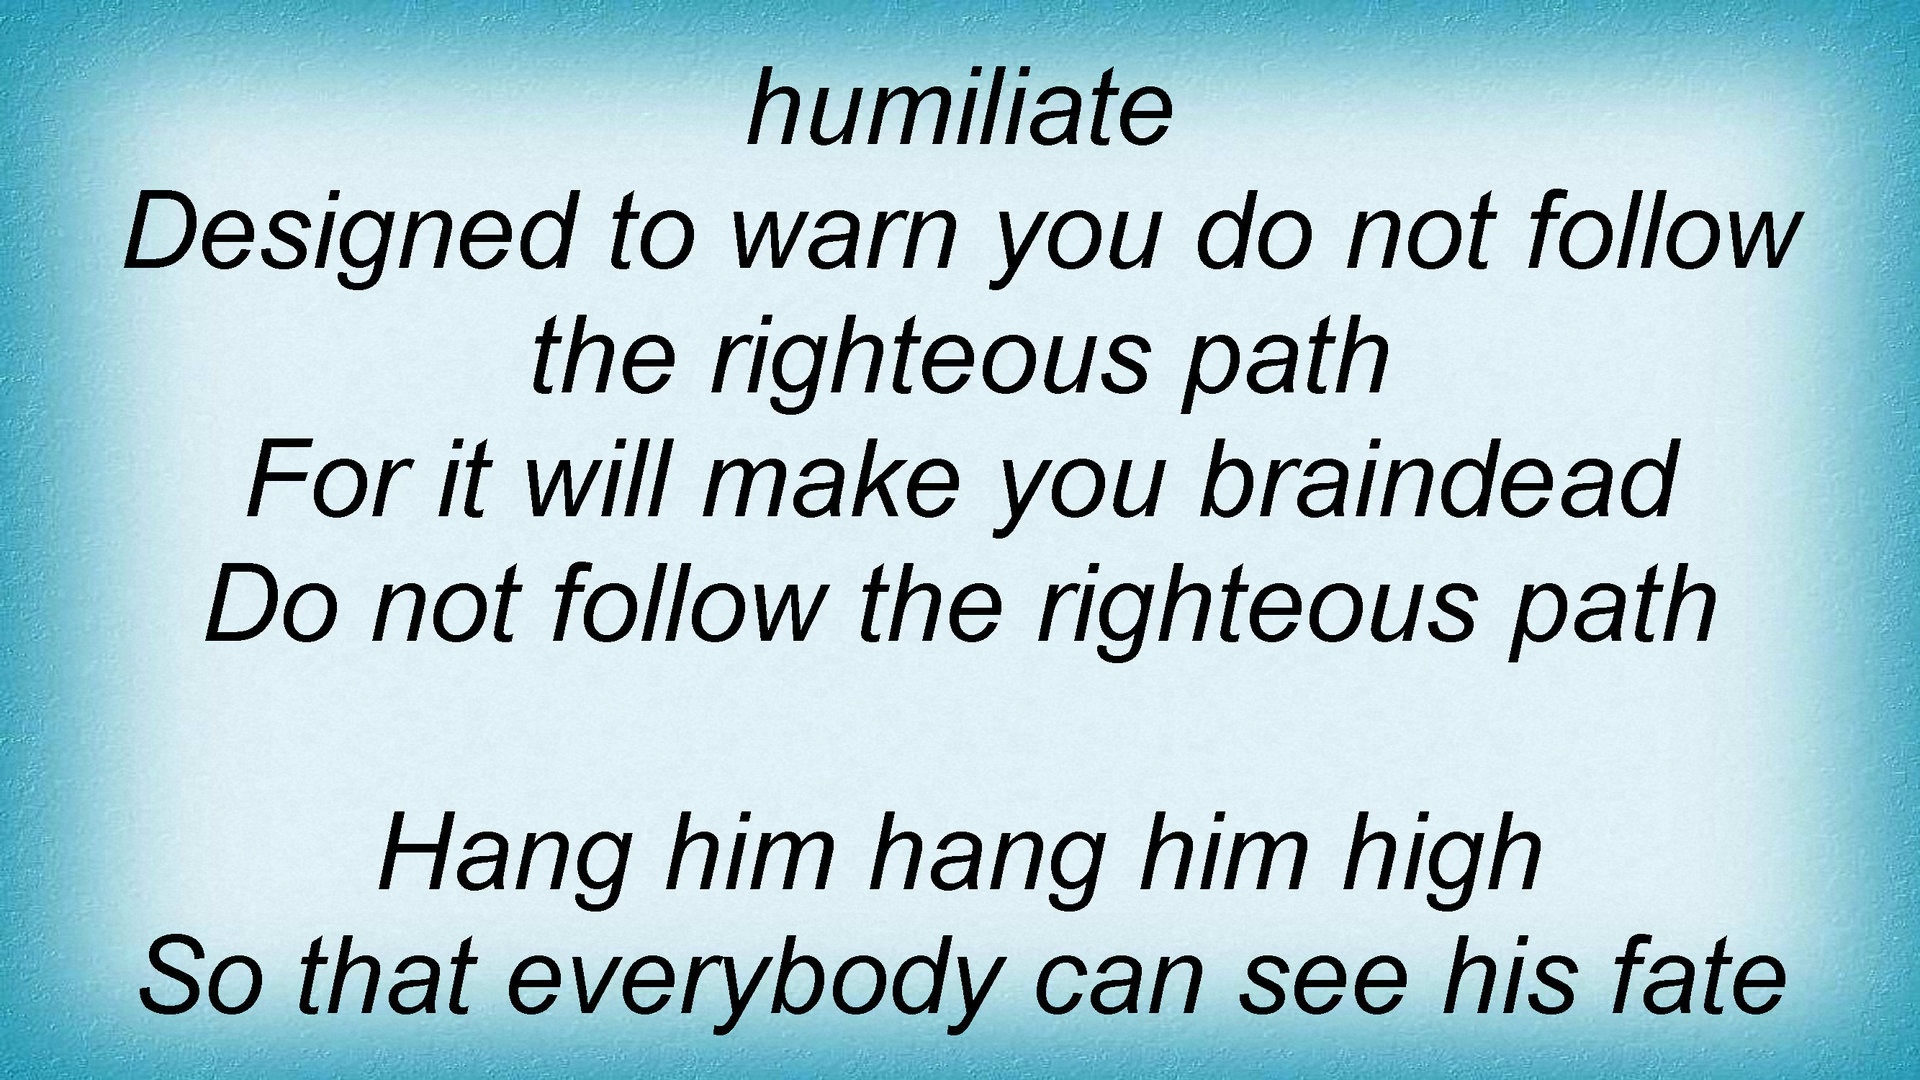 humiliate
Designed to warn you do not follow
the righteous path
For it will make you braindead
Do not follow the righteous path
Hang him hang him high
So that everybody can see his fate